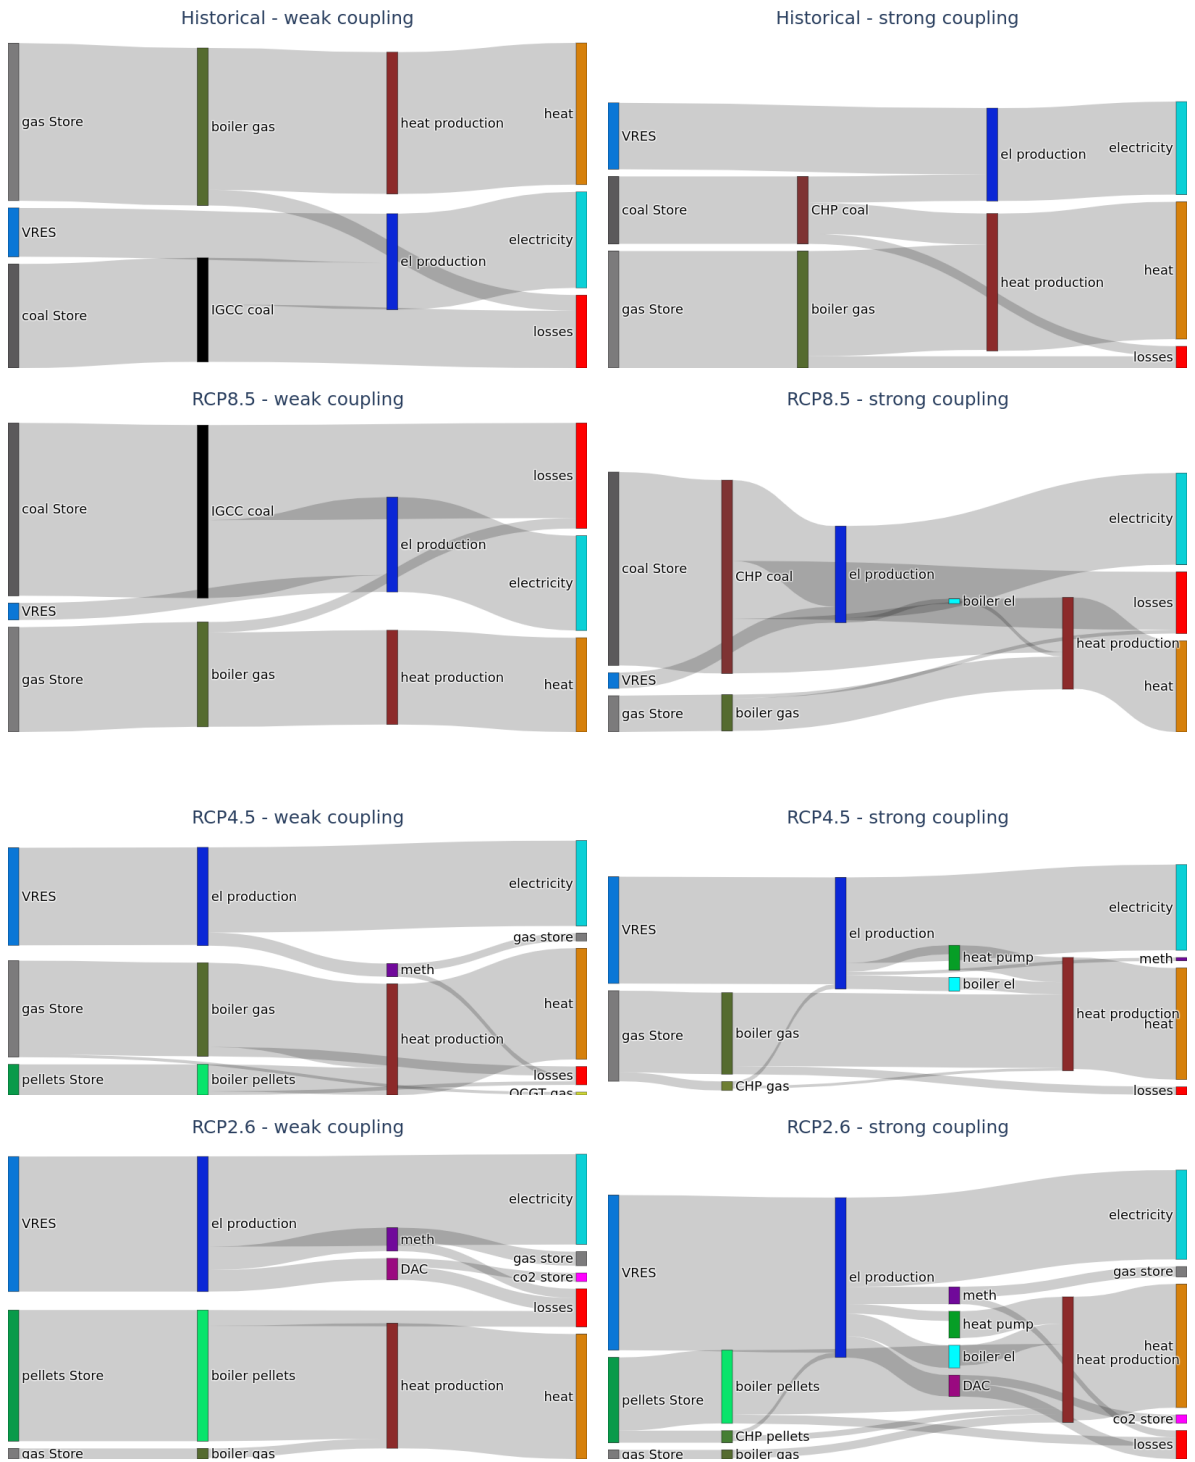 Historical - weak coupling
gas Store
boiler gas
heat production
heat
VRES
electricity
el production
coal Store
IGCC coal
losses
Historical - strong coupling
VRES
el production
electricity
coal Store
CHP coal
heat
heat production
gas Store
boiler gas
losses
RCP8.5 - weak coupling
coal Store
IGCC coal
losses
el production
electricity
VRES
gas Store
boiler gas
heat production
heat
RCP8.5 - strong coupling
electricity
coal Store
CHP coal
el production
boiler el
losses
heat production
VRES
heat
gas Store
boiler gas
RCP4.5 - weak coupling
VRES
el production
electricity
gas store
meth
gas Store
boiler gas
heat
heat production
pellets Store
boiler pellets
losses
OCGT gas
RCP4.5 - strong coupling
VRES
el production
electricity
heat pump
meth
boiler el
heat production
heat
gas Store
boiler gas
CHP gas
losses
RCP2.6 - weak coupling
VRES
el production
electricity
meth
gas store
DAC
co2 store
losses
pellets Store
boiler pellets
heat production
heat
gas Store
boiler gas
RCP2.6 - strong coupling
electricity
VRES
el production
gas store
meth
heat pump
heat
boiler el
heat production
pellets Store
boiler pellets
DAC
co2 store
CHP pellets
losses
gas Store
boiler gas